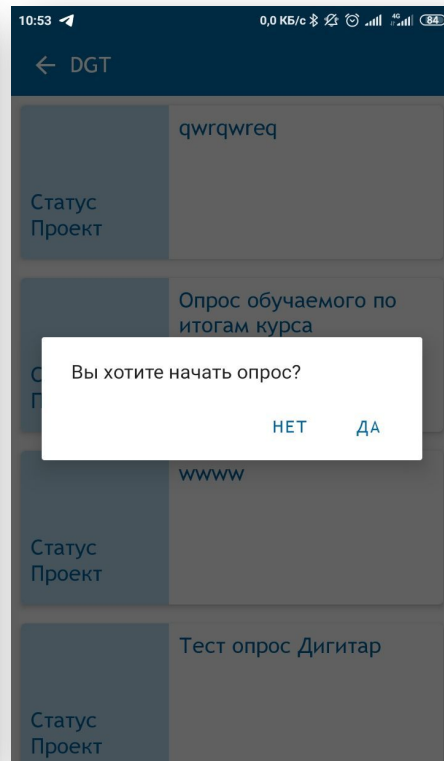 10:53 0,0 КБ/с 4G 84
← DGT
qwrqwreq
Статус
Проект
Опрос обучаемого по
итогам курса
С
П
Вы хотите начать опрос?
НЕТ ДА
wwww
Статус
Проект
Тест опрос Дигитар
Статус
Проект